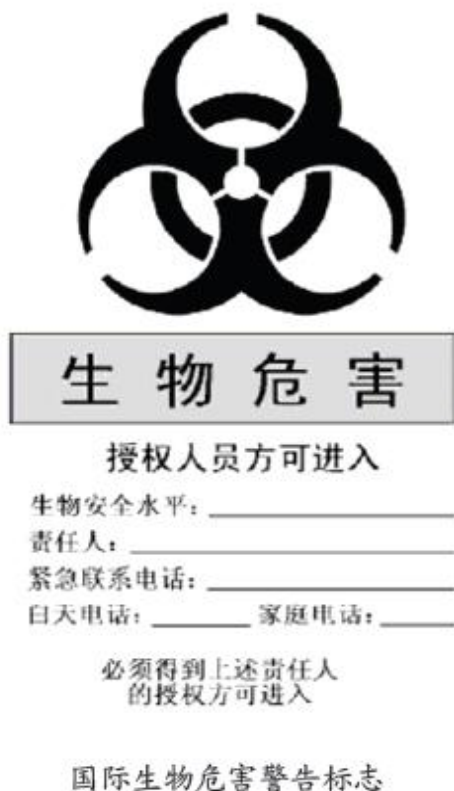 生物危害
授权人员方可进入
生物安全水平:
责任人:
紧急联系电话:
白天电话: 家庭电话:
必须得到上述责任人
的授权方可进入
国际生物危害警告标志